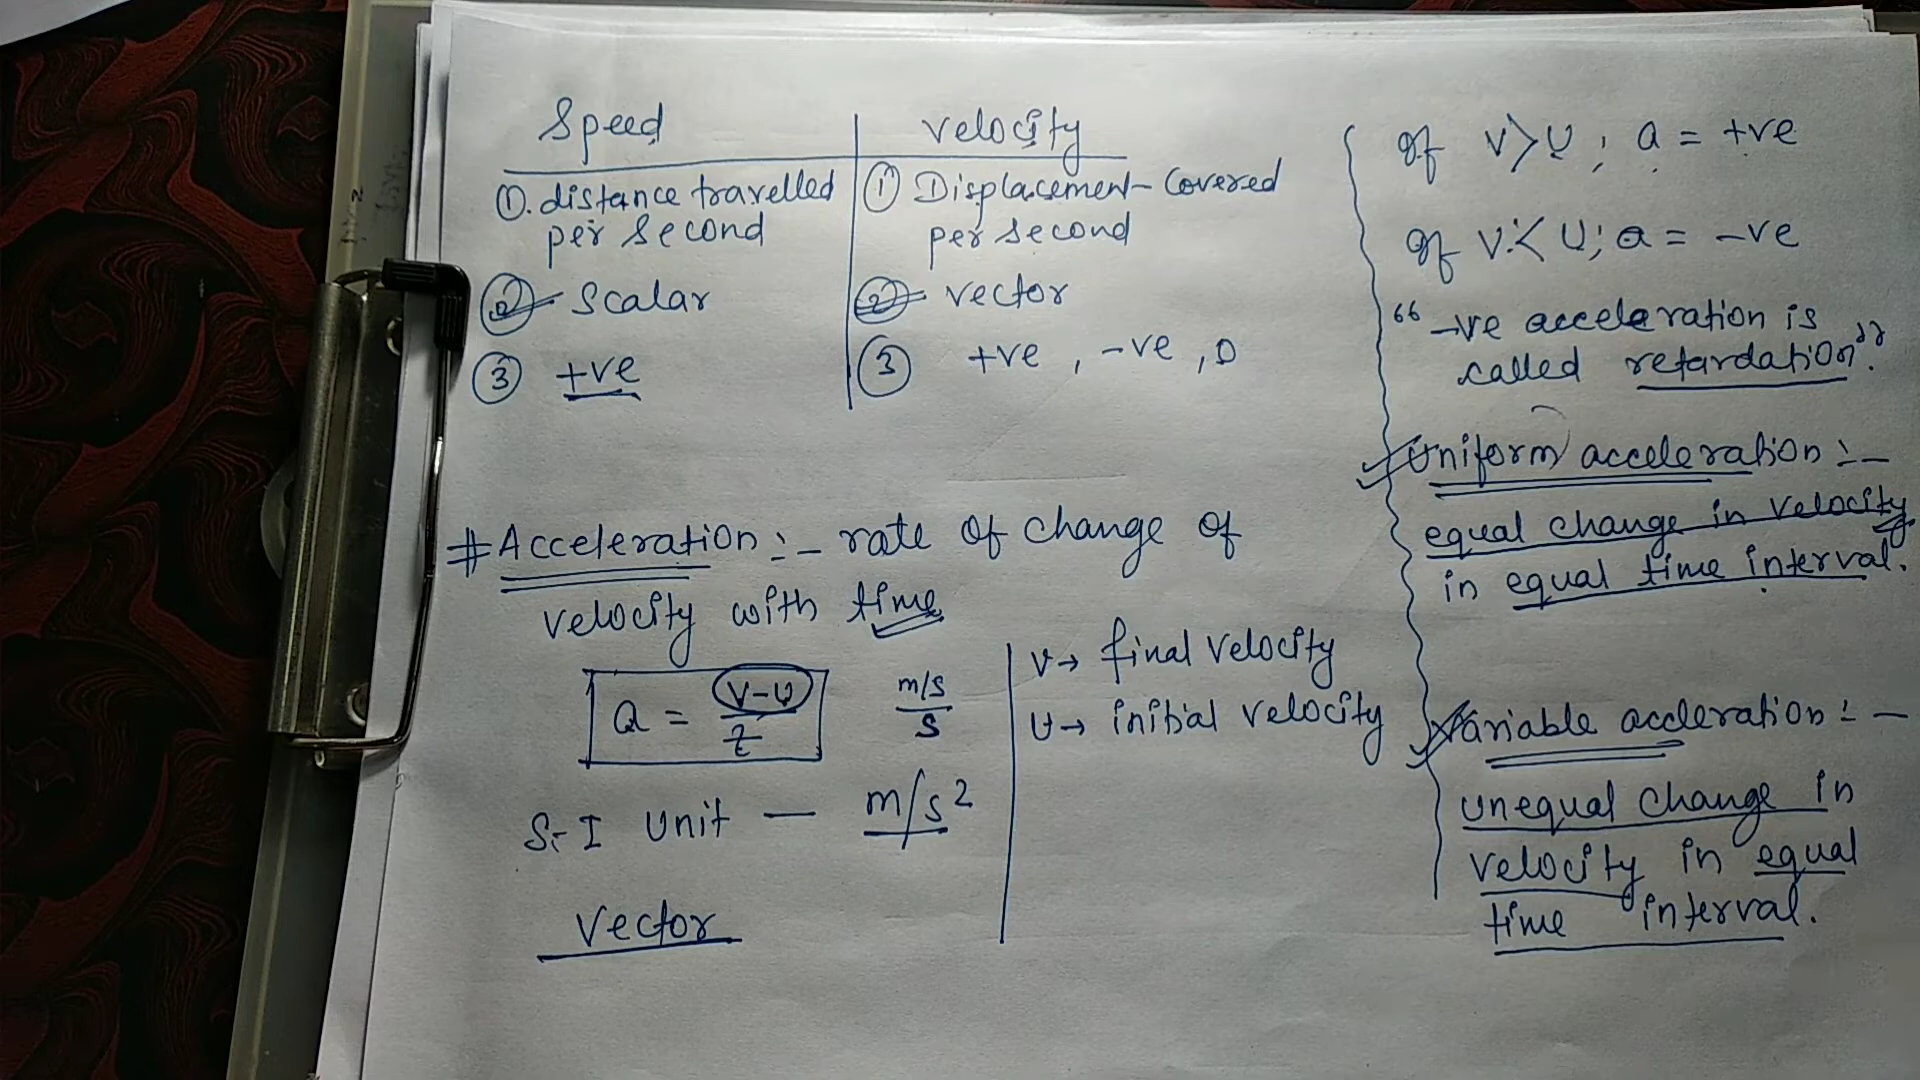 Speed
① distance travelled
per second
② Scalar
③ +ve
velocity
① Displacement Covered
per second
② vector
③ +ve, -ve, 0
# Acceleration :- rate of change of
velocity with time
a = v-u/t
m/s/s
S.I unit — m/s²
Vector
v → final velocity
u → initial velocity
If v>u; a = +ve
If v<u; a = -ve
"-ve acceleration is
called retardation".
Uniform acceleration :-
equal change in velocity
in equal time interval.
Variable accleration :-
unequal change in
velocity in equal
time interval.